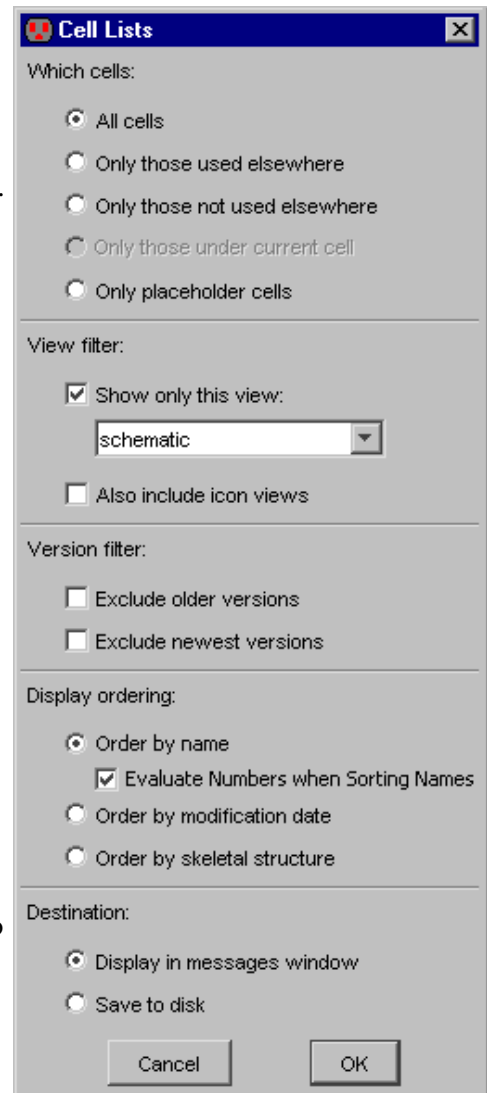 Cell Lists
Which cells:
All cells
Only those used elsewhere
Only those not used elsewhere
Only those under current cell
Only placeholder cells
View filter:
Show only this view:
schematic
Also include icon views
Version filter:
Exclude older versions
Exclude newest versions
Display ordering:
Order by name
Evaluate Numbers when Sorting Names
Order by modification date
Order by skeletal structure
Destination:
Display in messages window
Save to disk
Cancel OK